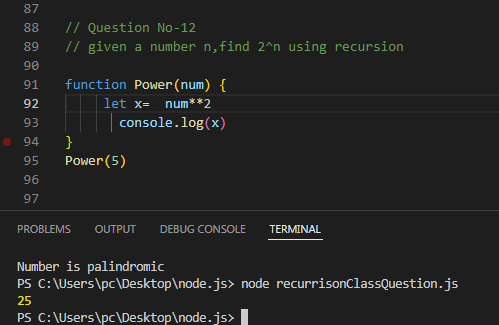 87
88 // Question No-12
89 // given a number n,find 2^n using recursion
90
91 function Power(num) {
92 let x=  num**2
93 console.log(x)
94 }
95 Power(5)
96
97
PROBLEMS OUTPUT DEBUG CONSOLE TERMINAL
Number is palindromic
PS C:\Users\pc\Desktop\node.js> node recurrisonClassQuestion.js
25
PS C:\Users\pc\Desktop\node.js>